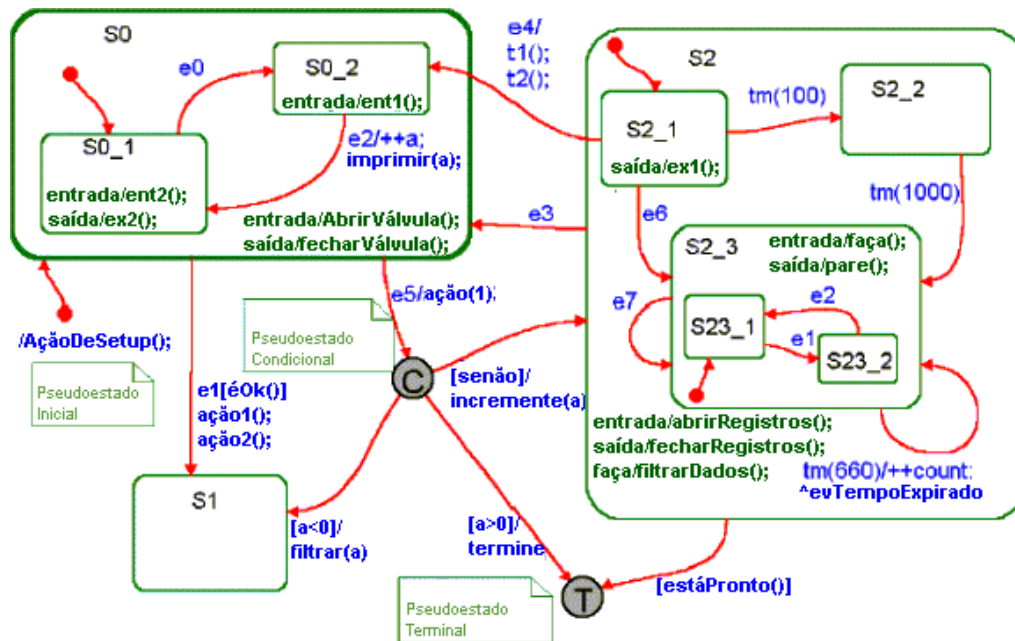 S0
S0_2
entrada/ent1();
e0
S0_1
entrada/ent2();
saída/ex2();
e2/++a;
imprimir(a);
entrada/AbrirVálvula();
saída/fecharVálvula();
e4/
t1();
t2();
S2
S2_1
saída/ex1();
tm(100)
S2_2
tm(1000)
e3
e6
S2_3
entrada/faça();
saída/pare();
e7
S23_1
e2
e1
S23_2
entrada/abrirRegistros();
saída/fecharRegistros();
faça/filtrarDados();
tm(660)/++count:
^evTempoExpirado
/AçãoDeSetup();
Pseudoestado
Inicial
Pseudoestado
Condicional
e5/ação(1);
C
[senão]/
incremente(a)
e1[éOk()]
ação1();
ação2();
S1
[a<0]/
filtrar(a)
[a>0]/
termine
[estáPronto()]
T
Pseudoestado
Terminal